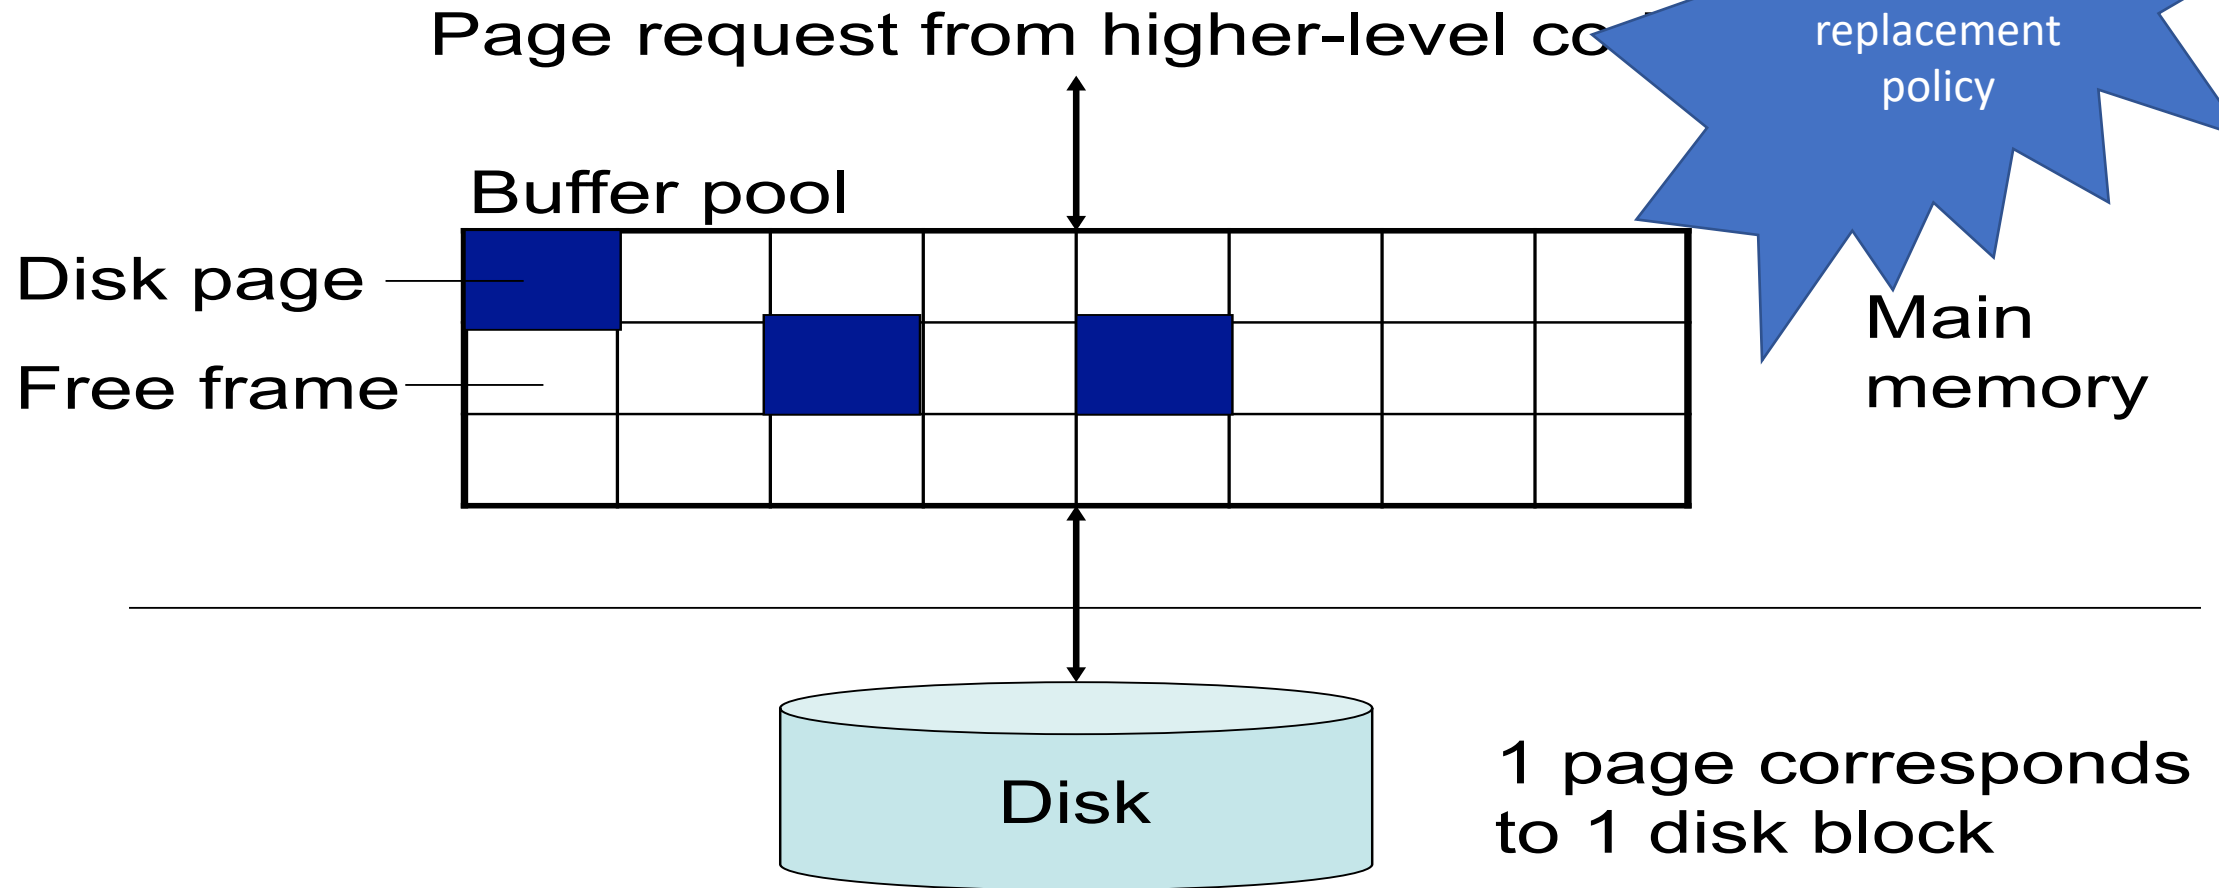 Page request from higher-level
replacement
policy
Buffer pool
Disk page
Free frame
Main
memory
Disk
1 page corresponds
to 1 disk block